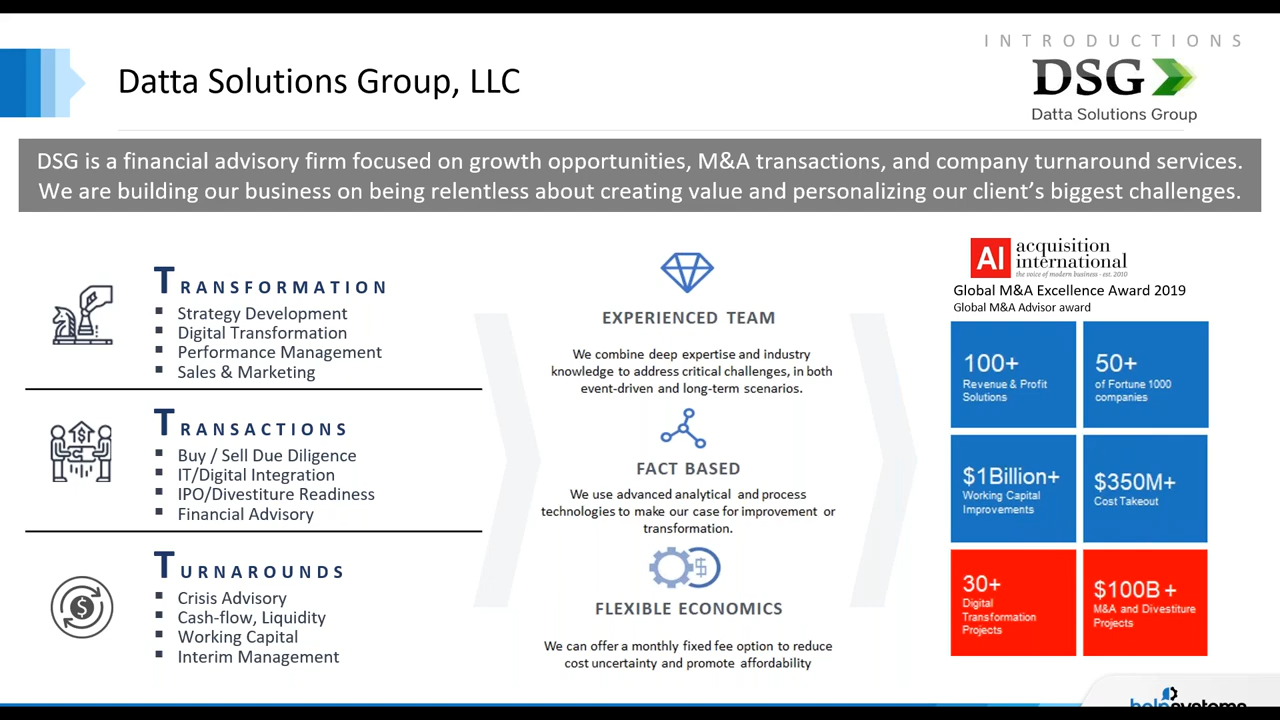 INTRODUCTIONS
Datta Solutions Group, LLC
DSG
Datta Solutions Group
DSG is a financial advisory firm focused on growth opportunities, M&A transactions, and company turnaround services.
We are building our business on being relentless about creating value and personalizing our client's biggest challenges.
TRANSFORMATION
▪ Strategy Development
▪ Digital Transformation
▪ Performance Management
▪ Sales & Marketing
TRANSACTIONS
▪ Buy / Sell Due Diligence
▪ IT/Digital Integration
▪ IPO/Divestiture Readiness
▪ Financial Advisory
TURNAROUNDS
▪ Crisis Advisory
▪ Cash-flow, Liquidity
▪ Working Capital
▪ Interim Management
EXPERIENCED TEAM
We combine deep expertise and industry
knowledge to address critical challenges, in both
event-driven and long-term scenarios.
FACT BASED
We use advanced analytical and process
technologies to make our case for improvement or
transformation.
FLEXIBLE ECONOMICS
We can offer a monthly fixed fee option to reduce
cost uncertainty and promote affordability
AI
acquisition
international
the voice of modern business - est. 2010
Global M&A Excellence Award 2019
Global M&A Advisor award
100+
Revenue & Profit
Solutions
50+
of Fortune 1000
companies
$1Billion+
Working Capital
Improvements
$350M+
Cost Takeout
30+
Digital
Transformation
Projects
$100B +
M&A and Divestiture
Projects
helpsystems